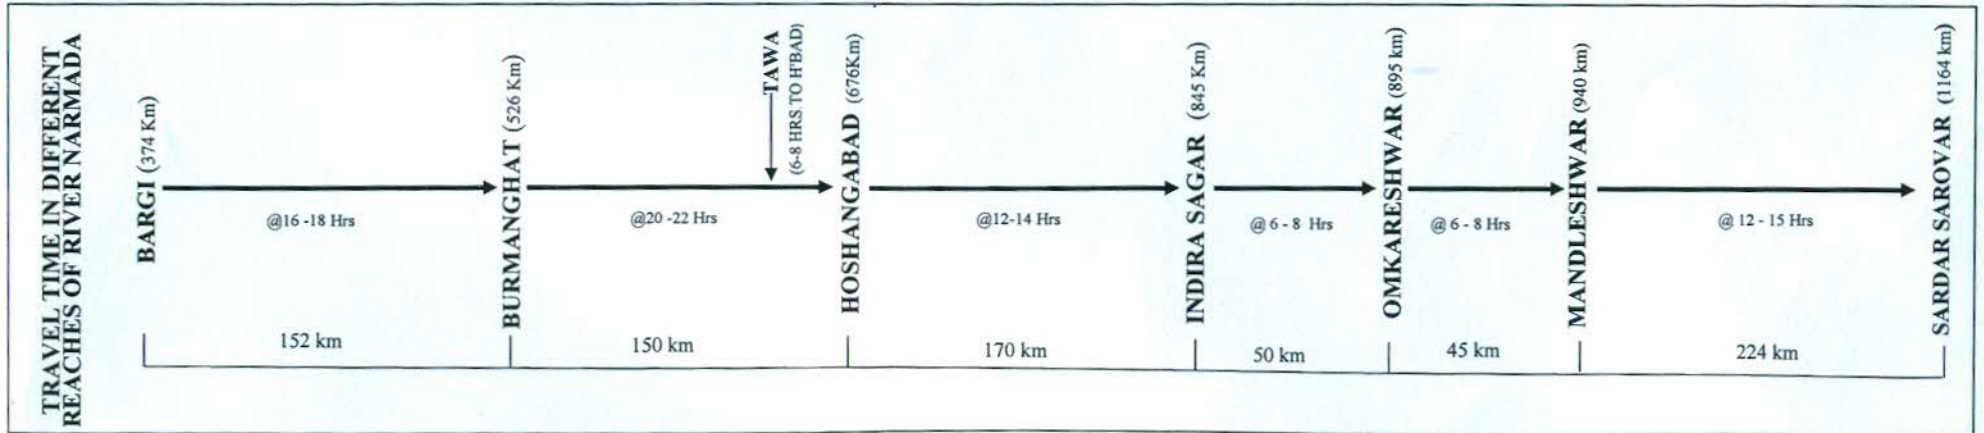 TRAVEL TIME IN DIFFERENT
REACHES OF RIVER NARMADA
BARGI (374 Km)
@16 -18 Hrs
152 km
BURMANGHAT (526 Km)
@20 -22 Hrs
150 km
TAWA
(6-8 HRS.TO H'BAD)
HOSHANGABAD (676Km)
@12-14 Hrs
170 km
INDIRA SAGAR (845 Km)
@ 6 - 8 Hrs
50 km
OMKARESHWAR (895 km)
@ 6 - 8 Hrs
45 km
MANDLESHWAR (940 km)
@ 12 - 15 Hrs
224 km
SARDAR SAROVAR (1164 km)